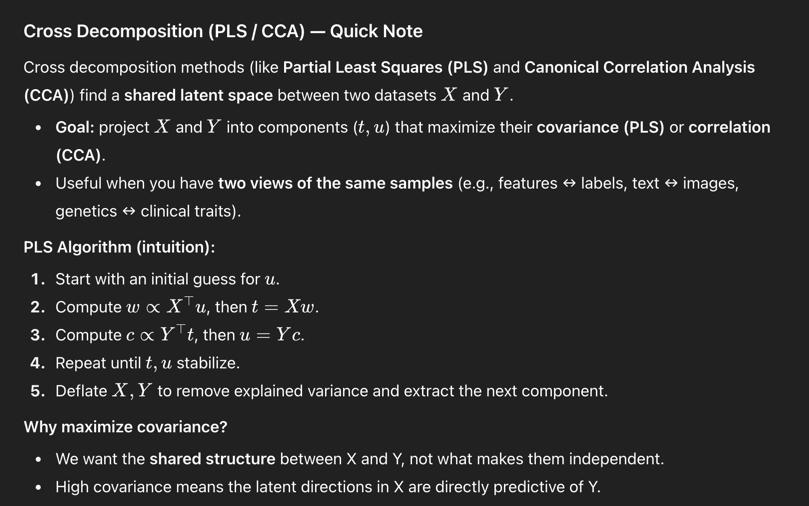 Cross Decomposition (PLS / CCA) — Quick Note
Cross decomposition methods (like Partial Least Squares (PLS) and Canonical Correlation Analysis
(CCA)) find a shared latent space between two datasets X and Y.
• Goal: project X and Y into components (t, u) that maximize their covariance (PLS) or correlation
(CCA).
• Useful when you have two views of the same samples (e.g., features ↔ labels, text ↔ images,
genetics ↔ clinical traits).
PLS Algorithm (intuition):
1. Start with an initial guess for u.
2. Compute w ∝ X⊤u, then t = Xw.
3. Compute c ∝ Y⊤t, then u = Yc.
4. Repeat until t, u stabilize.
5. Deflate X, Y to remove explained variance and extract the next component.
Why maximize covariance?
• We want the shared structure between X and Y, not what makes them independent.
• High covariance means the latent directions in X are directly predictive of Y.